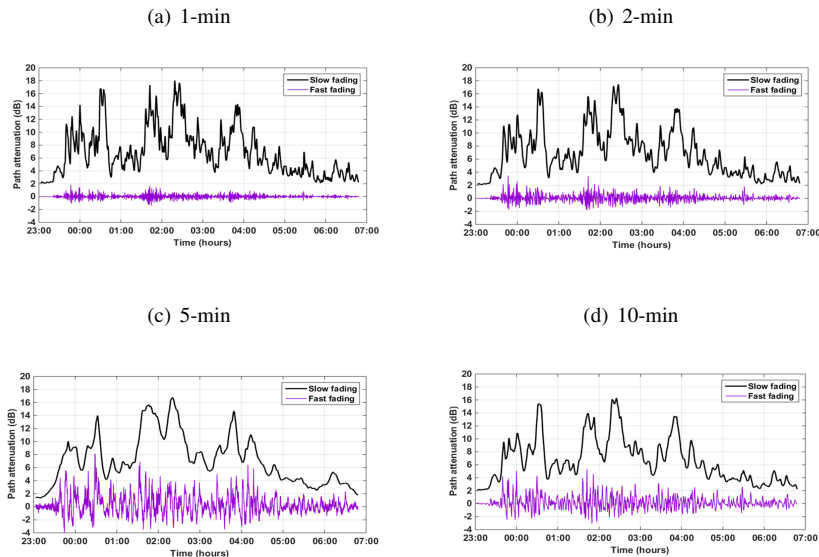 (a) 1-min
(b) 2-min
20
18
16
14
12
10
8
6
4
2
0
-2
-4
Path attenuation (dB)
Slow fading
Fast fading
23:00 00:00 01:00 02:00 03:00 04:00 05:00 06:00 07:00
Time (hours)
20
18
16
14
12
10
8
6
4
2
0
-2
-4
Path attenuation (dB)
Slow fading
Fast fading
23:00 00:00 01:00 02:00 03:00 04:00 05:00 06:00 07:00
Time (hours)
(c) 5-min
(d) 10-min
20
18
16
14
12
10
8
6
4
2
0
-2
-4
Path attenuation (dB)
Slow fading
Fast fading
23:00 00:00 01:00 02:00 03:00 04:00 05:00 06:00 07:00
Time (hours)
20
18
16
14
12
10
8
6
4
2
0
-2
-4
Path attenuation (dB)
Slow fading
Fast fading
23:00 00:00 01:00 02:00 03:00 04:00 05:00 06:00 07:00
Time (hours)